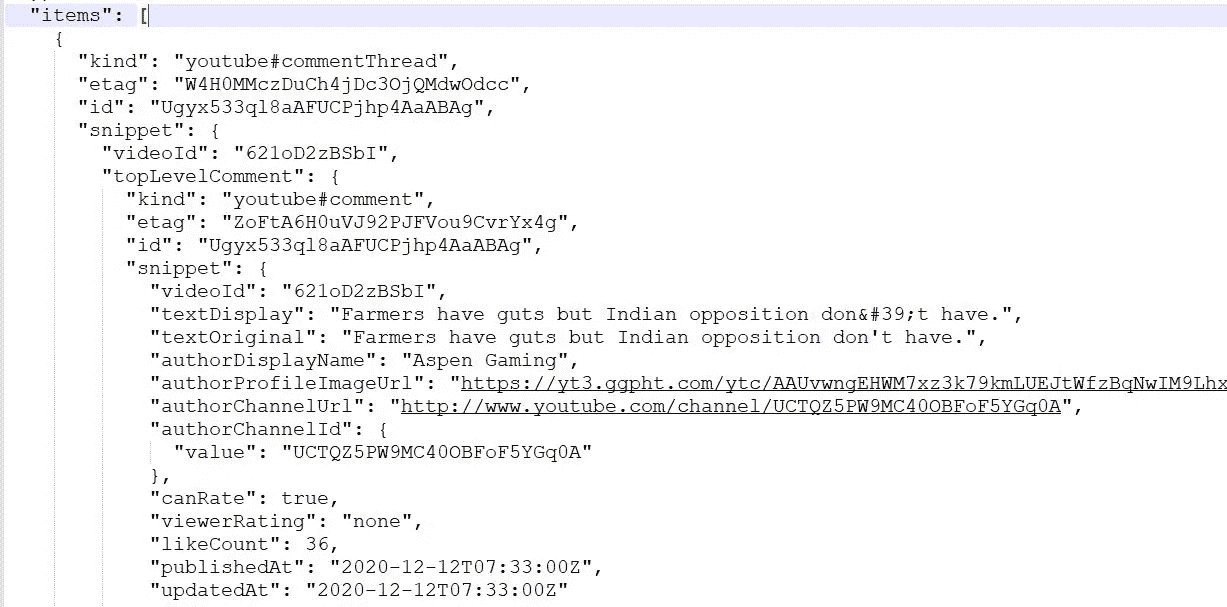 "items": [
{
"kind": "youtube#commentThread",
"etag": "W4H0MMczDuCh4jDc3OjQMdwOdcc",
"id": "Ugyx533ql8aAFUCPjhp4AaABAg",
"snippet": {
"videoId": "621oD2zBSbI",
"topLevelComment": {
"kind": "youtube#comment",
"etag": "ZoFtA6H0uVJ92PJFVou9CvrYx4g",
"id": "Ugyx533ql8aAFUCPjhp4AaABAg",
"snippet": {
"videoId": "621oD2zBSbI",
"textDisplay": "Farmers have guts but Indian opposition don&#39;t have.",
"textOriginal": "Farmers have guts but Indian opposition don't have.",
"authorDisplayName": "Aspen Gaming",
"authorProfileImageUrl": "https://yt3.ggpht.com/ytc/AAUvwngEHWM7xz3k79kmLUEJtWfzBqNwIM9Lhx
"authorChannelUrl": "http://www.youtube.com/channel/UCTQZ5PW9MC40OBFoF5YGq0A",
"authorChannelId": {
"value": "UCTQZ5PW9MC40OBFoF5YGq0A"
},
"canRate": true,
"viewerRating": "none",
"likeCount": 36,
"publishedAt": "2020-12-12T07:33:00Z",
"updatedAt": "2020-12-12T07:33:00Z"